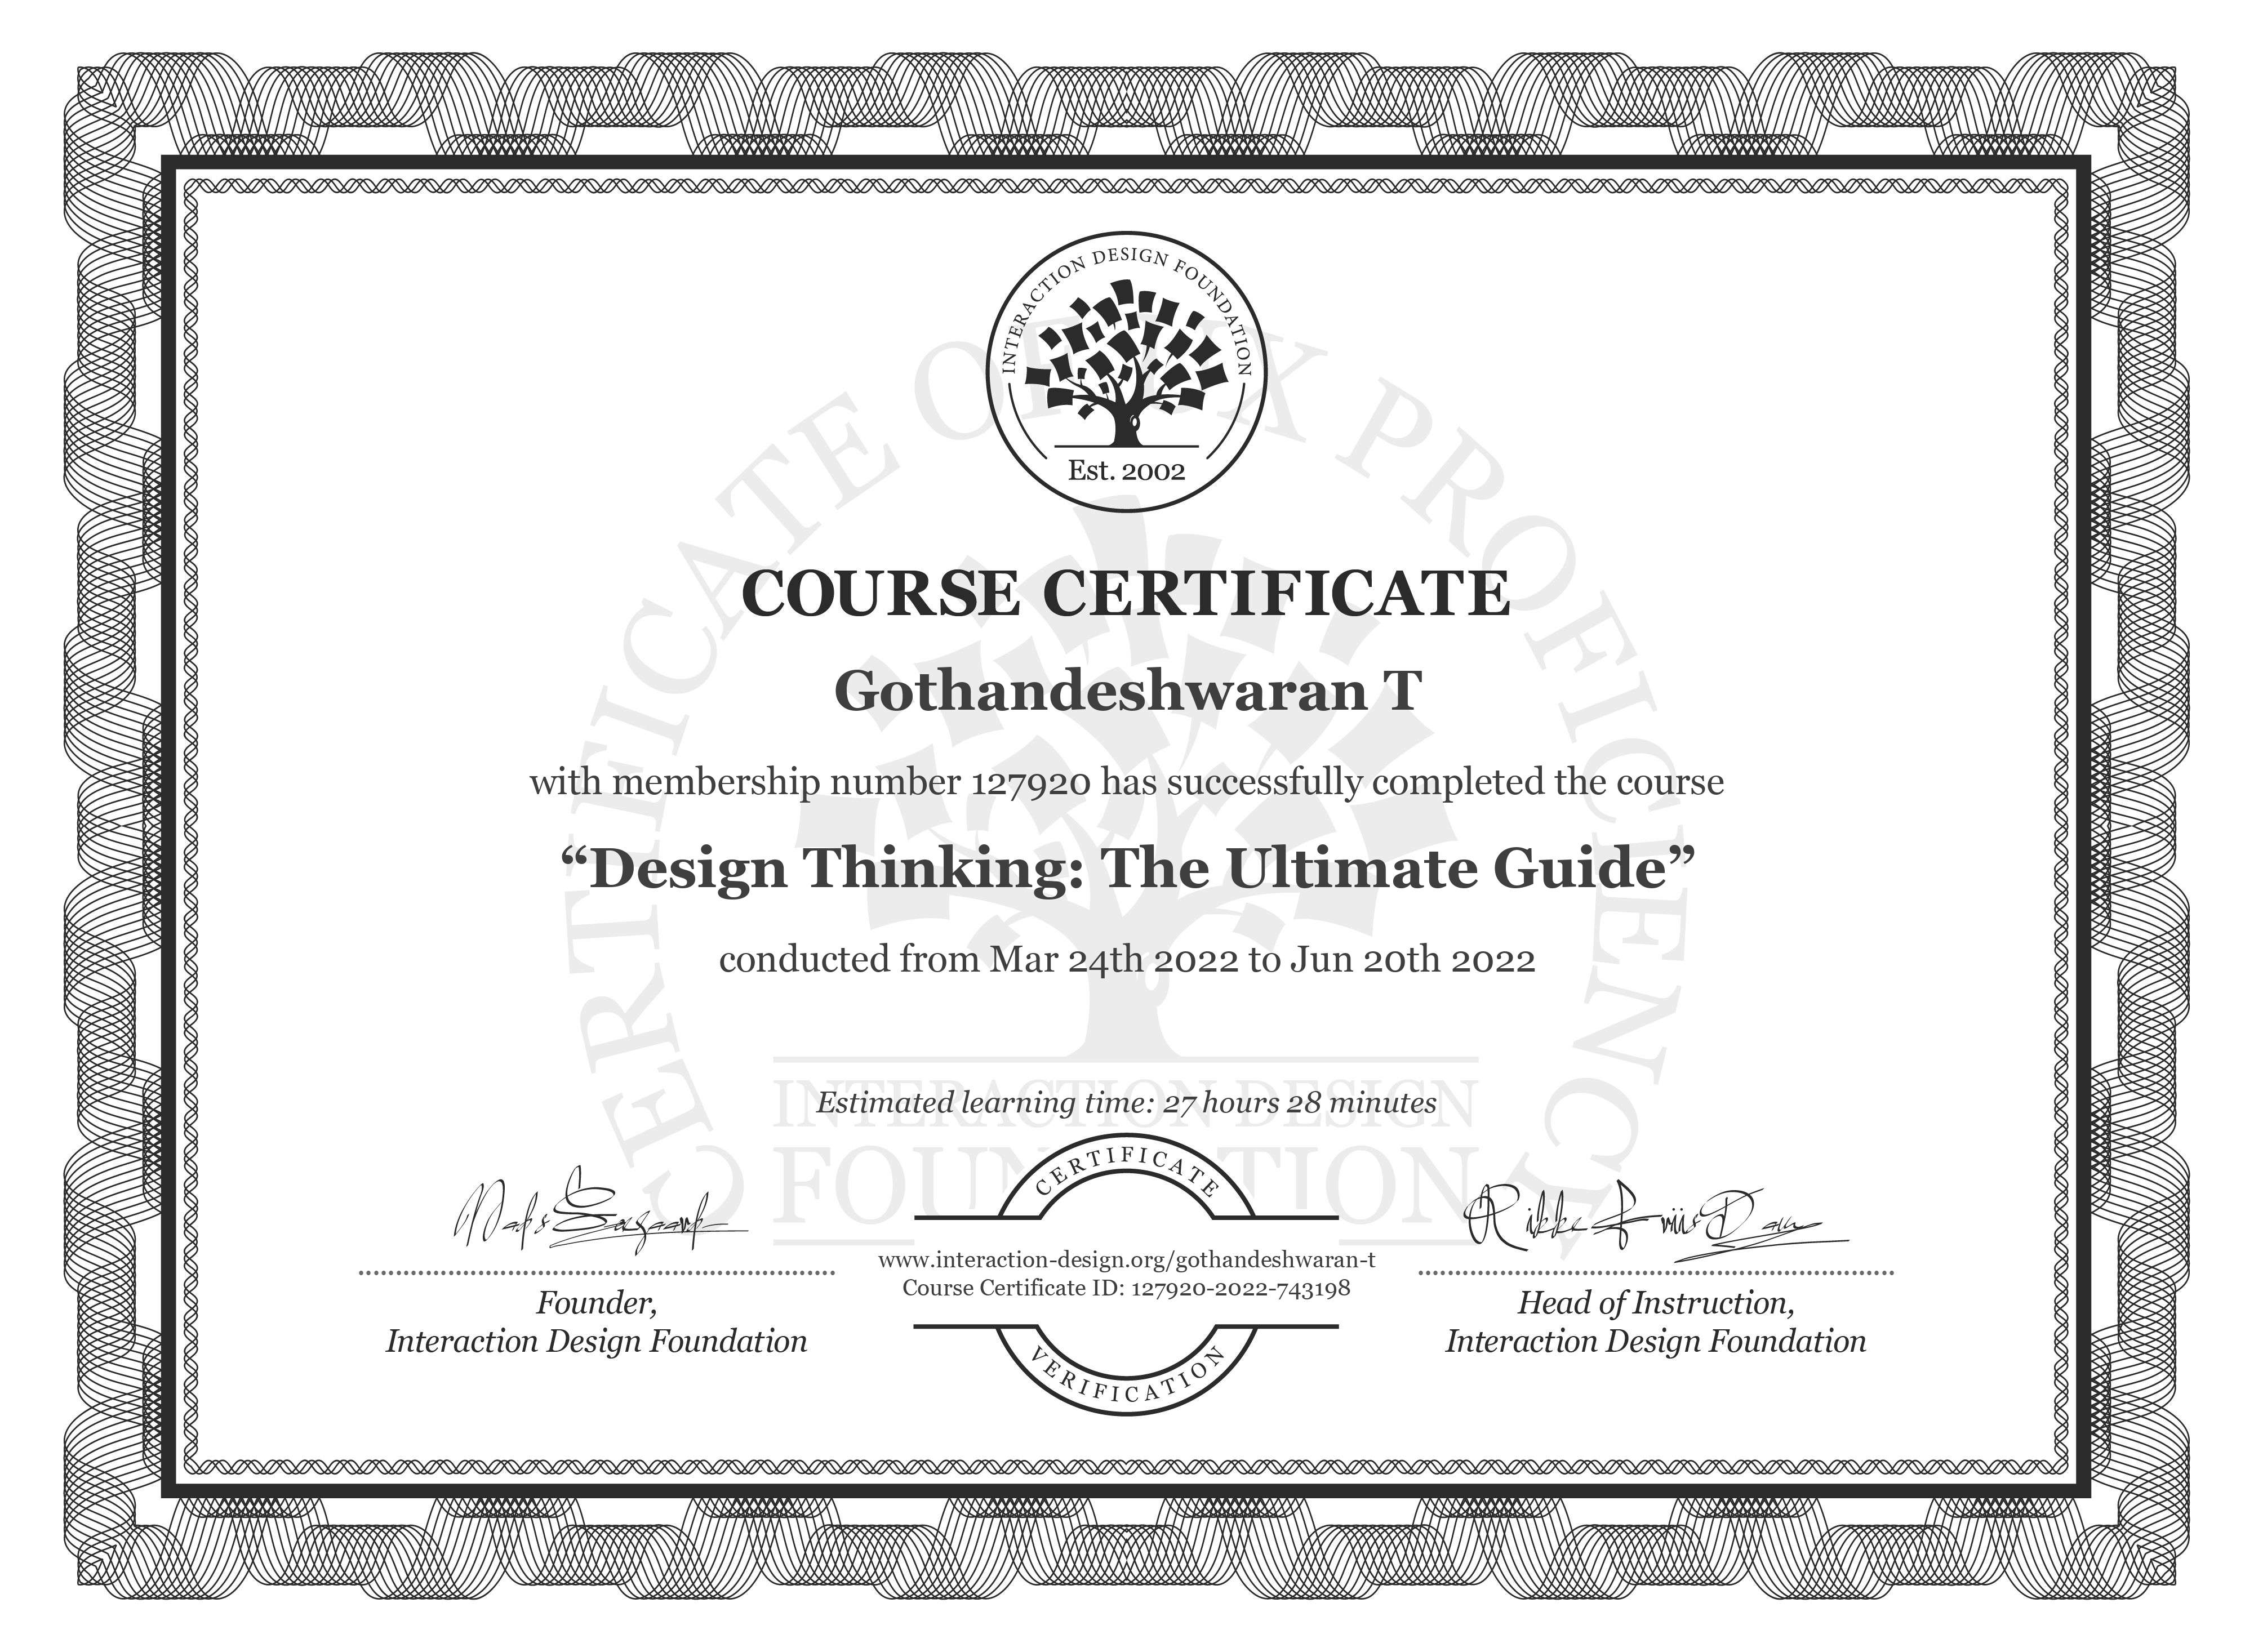 INTERACTION DESIGN FOUNDATION
Est. 2002
CERTIFICATE OF UX PROFICIENCY
COURSE CERTIFICATE
Gothandeshwaran T
with membership number 127920 has successfully completed the course
“Design Thinking: The Ultimate Guide”
conducted from Mar 24th 2022 to Jun 20th 2022
INTERACTION DESIGN
FOUNDATION
Estimated learning time: 27 hours 28 minutes
CERTIFICATE
Mads Soegaard
Rikke Friis Dam
www.interaction-design.org/gothandeshwaran-t
Course Certificate ID: 127920-2022-743198
Founder,
Interaction Design Foundation
Head of Instruction,
Interaction Design Foundation
VERIFICATION